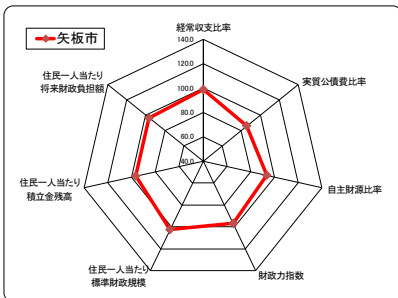 矢板市
経常収支比率
140.0
120.0
100.0
80.0
60.0
40.0
実質公債費比率
自主財源比率
財政力指数
住民一人当たり
標準財政規模
住民一人当たり
積立金残高
住民一人当たり
将来財政負担額